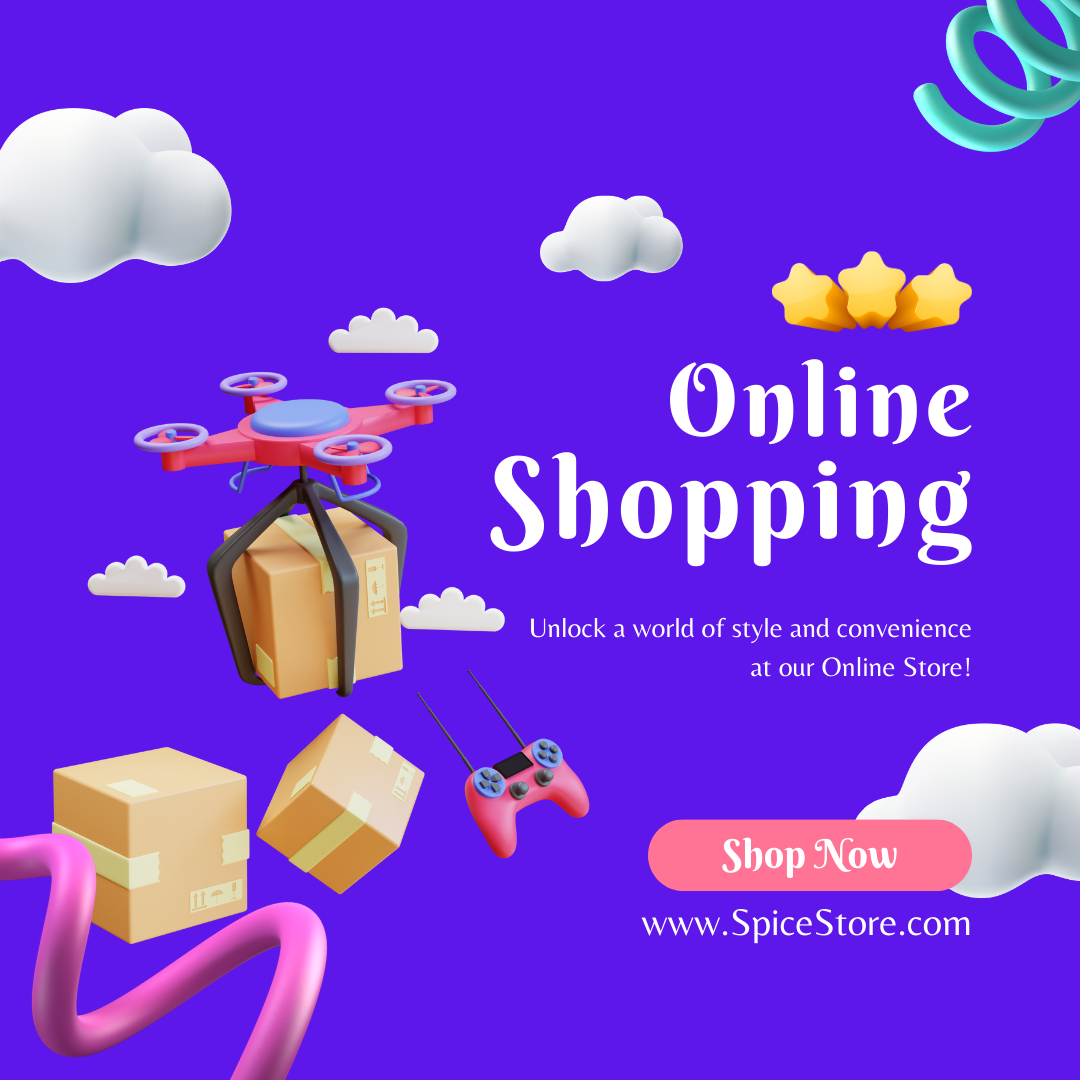 Online
Shopping
Unlock a world of style and convenience
at our Online Store!
Shop Now
www.SpiceStore.com